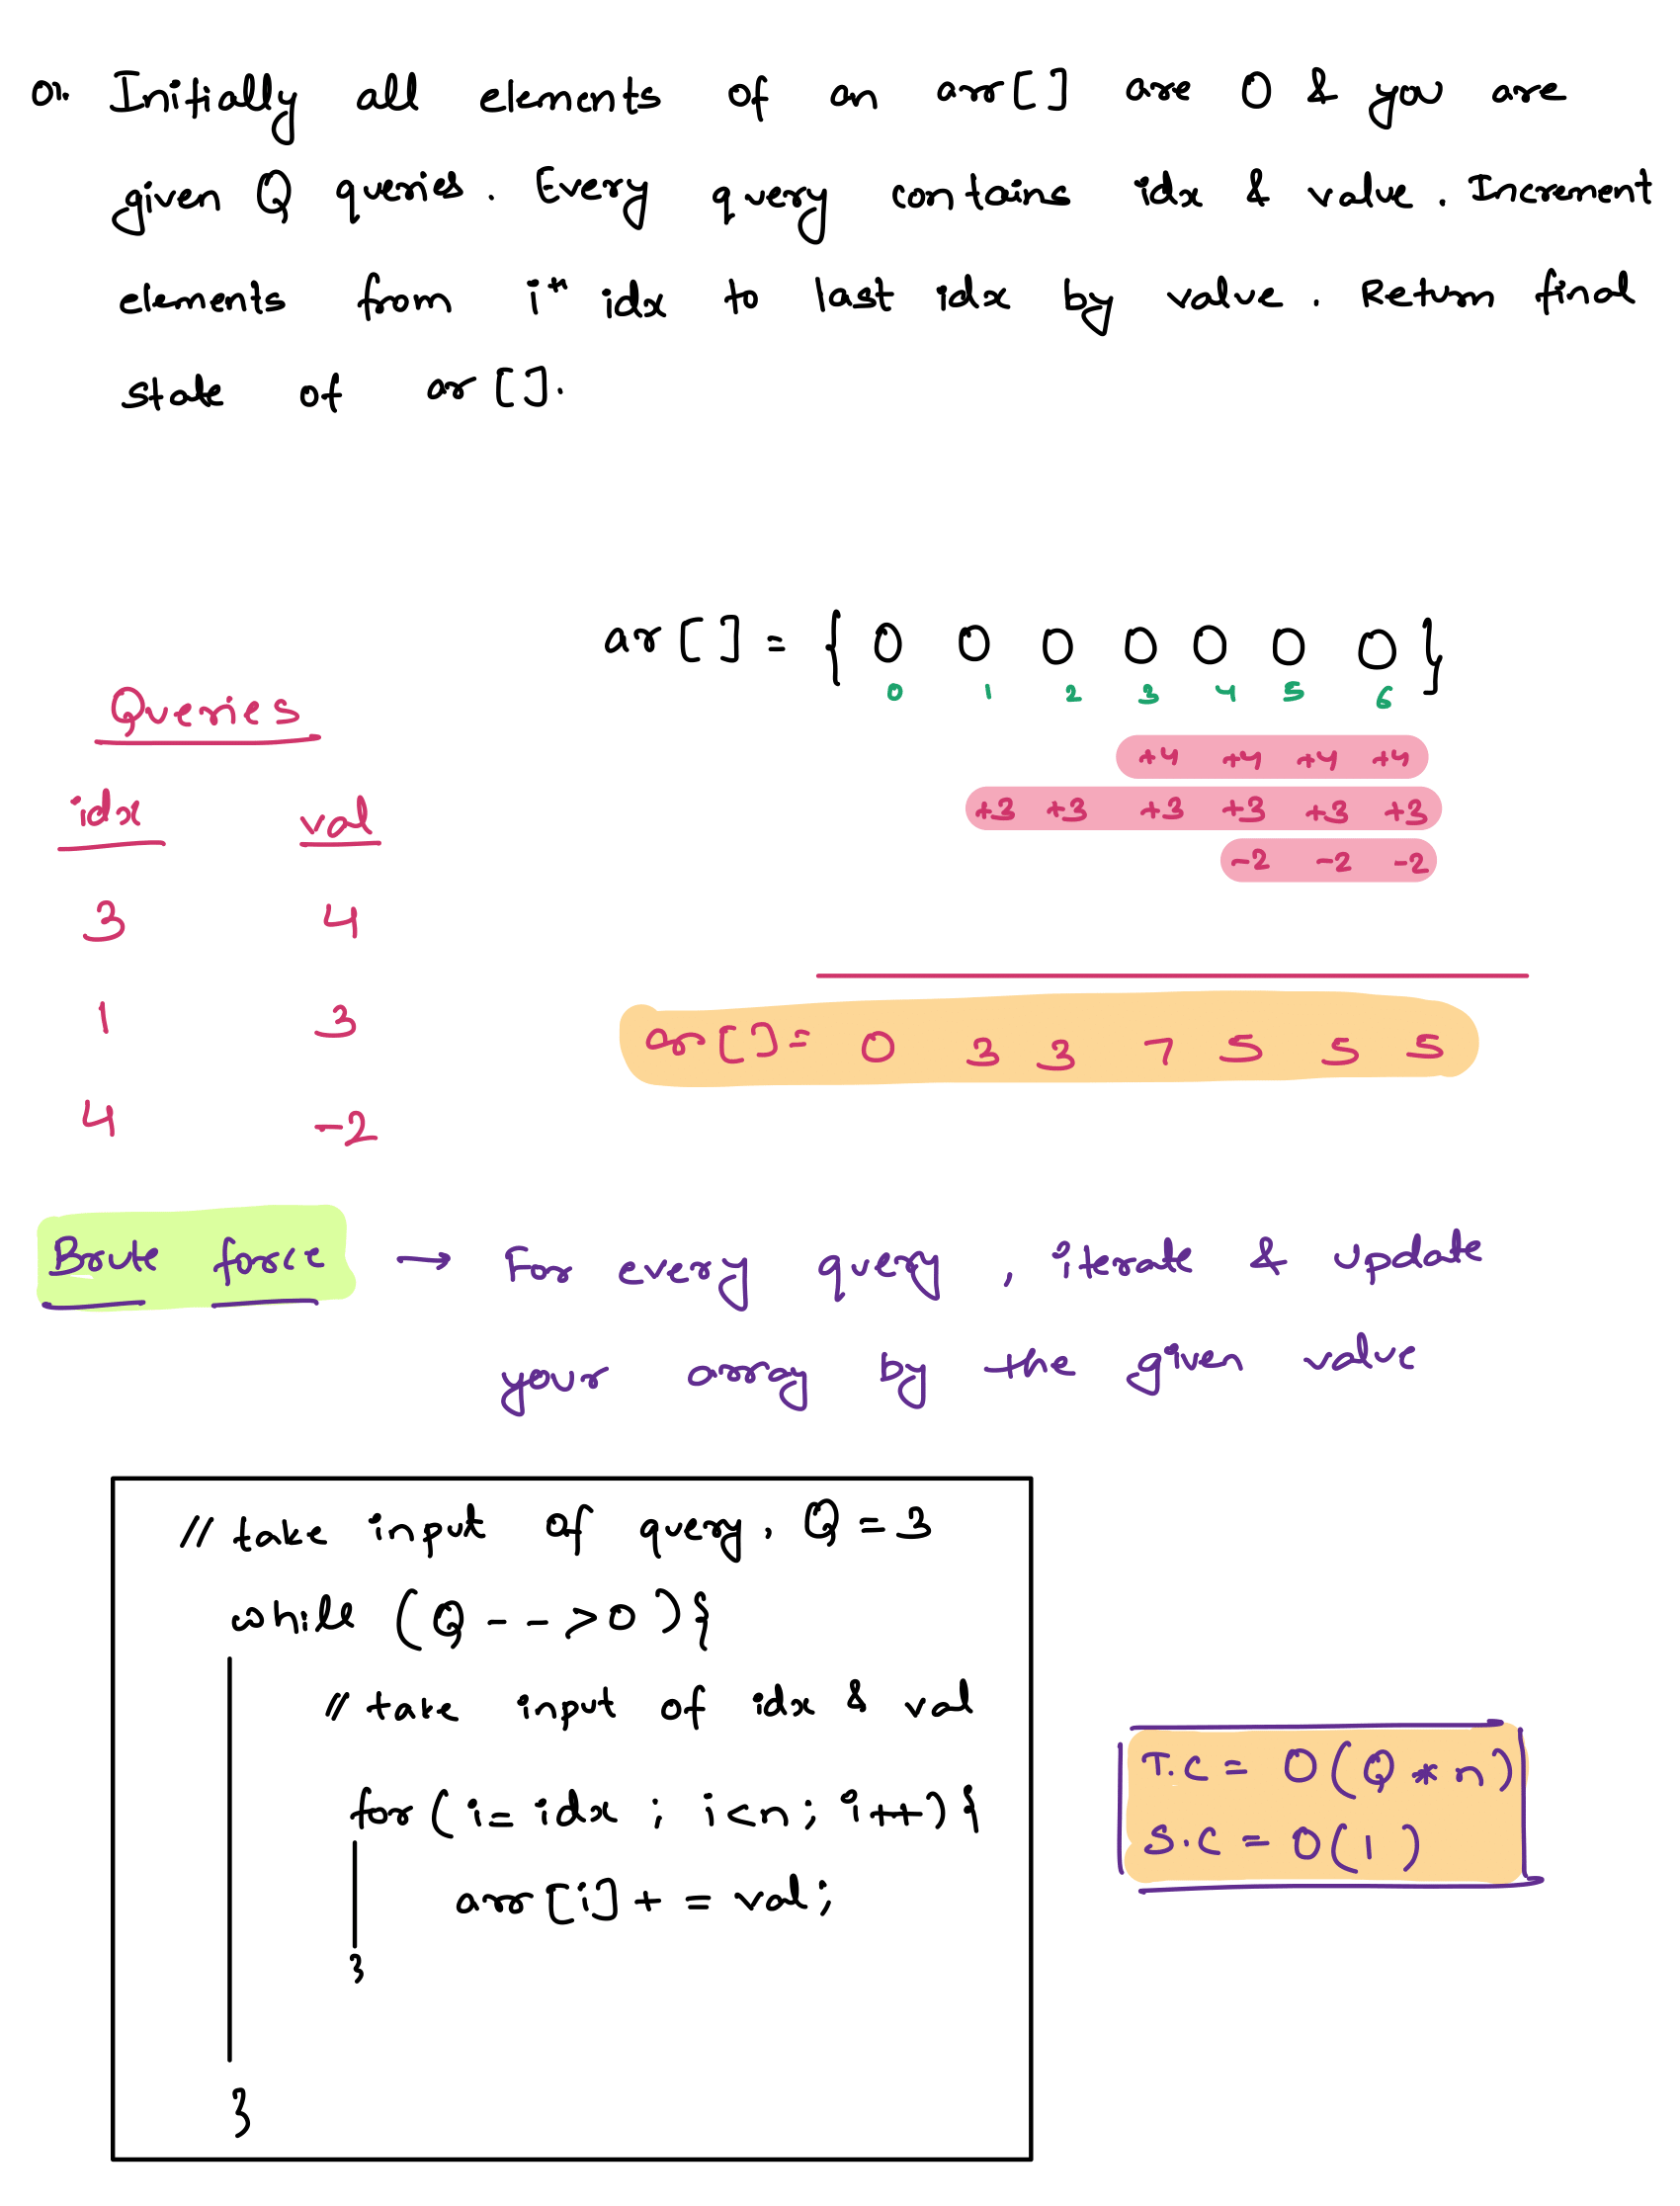 Q1. Initially all elements of an arr[] are 0 & you are
given Q queries. Every query contains idx & value. Increment
elements from ith idx to last idx by value. Return final
state of ar[].
ar[] = { 0 0 0 0 0 0 0 }
0 1 2 3 4 5 6
Queries
+4 +4 +4 +4
idx val
+3 +3 +3 +3 +3 +3
-2 -2 -2
3 4
1 3
ar[]= 0 3 3 7 5 5 5
4 -2
Brute force → For every query, iterate & update
your array by the given value
// take input of query. Q = 3
while (Q-->0){
// take input of idx & val
for(i=idx ; i<n; i++){
arr[i]+=val;
}
}
T.C = O(Q*n)
S.C = O(1)